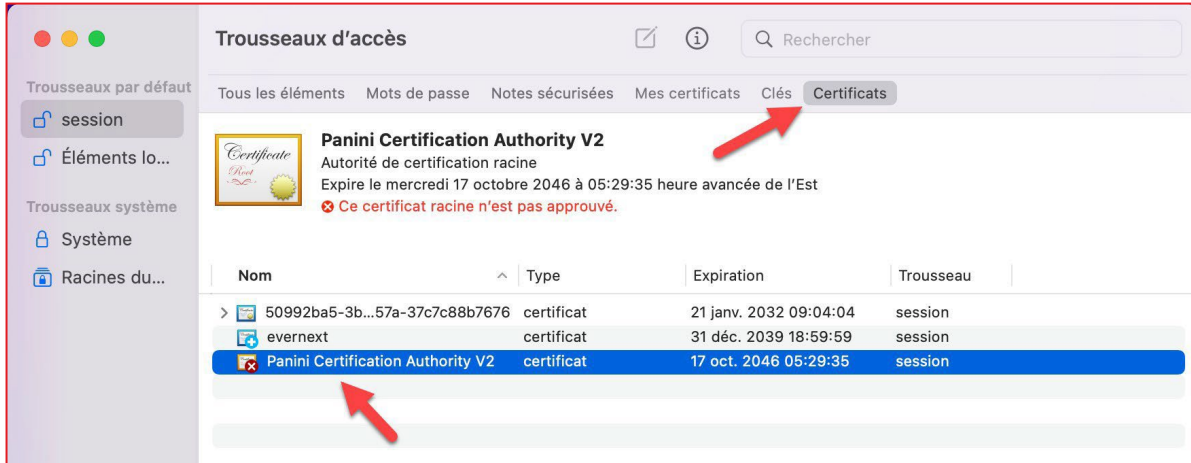 Trousseaux d'accès
Rechercher
Trousseaux par défaut
session
Éléments lo...
Trousseaux système
Système
Racines du...
Tous les éléments Mots de passe Notes sécurisées Mes certificats Clés Certificats
Certificate
Root
Panini Certification Authority V2
Autorité de certification racine
Expire le mercredi 17 octobre 2046 à 05:29:35 heure avancée de l'Est
Ce certificat racine n'est pas approuvé.
Nom Type Expiration Trousseau
50992ba5-3b...57a-37c7c88b7676 certificat 21 janv. 2032 09:04:04 session
evernext certificat 31 déc. 2039 18:59:59 session
Panini Certification Authority V2 certificat 17 oct. 2046 05:29:35 session